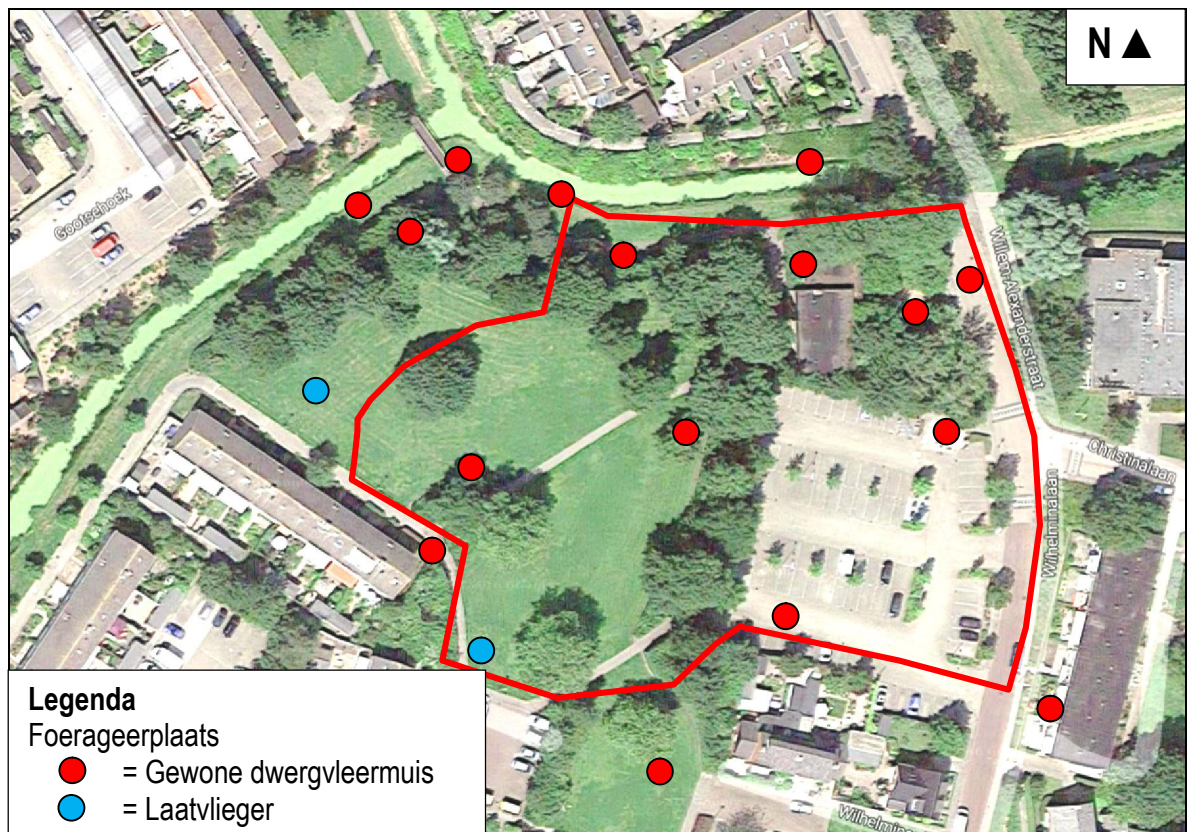 N ▲
Gootsehoek
Willem-Alexanderstraat
Christinalaan
Wilhelminalaan
Legenda
Foerageerplaats
= Gewone dwergvleermuis
= Laatvlieger